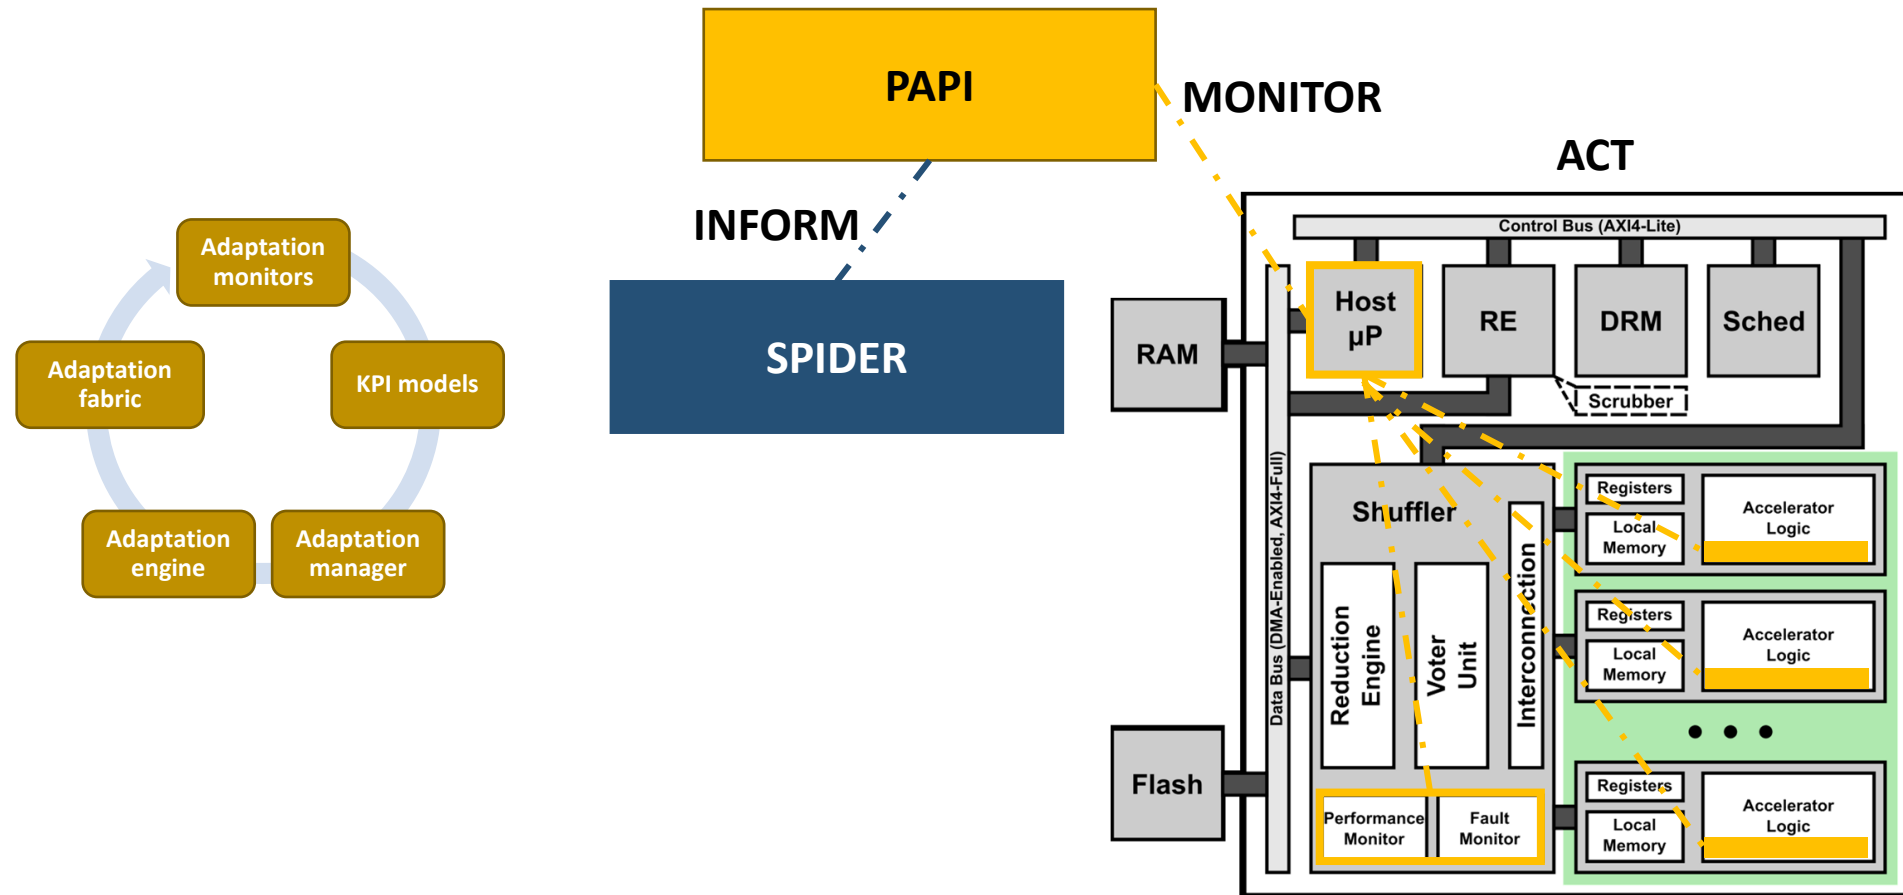 PAPI
MONITOR
ACT
INFORM
SPIDER
Adaptation
monitors
KPI models
Adaptation
manager
Adaptation
engine
Adaptation
fabric
Control Bus (AXI4-Lite)
Host
µP
RE
DRM
Sched
Scrubber
RAM
Flash
Data Bus (DMA-Enabled, AXI4-Full)
Shuffler
Reduction
Engine
Voter
Unit
Interconnection
Performance
Monitor
Fault
Monitor
Registers
Local
Memory
Accelerator
Logic
Registers
Local
Memory
Accelerator
Logic
• • •
Registers
Local
Memory
Accelerator
Logic